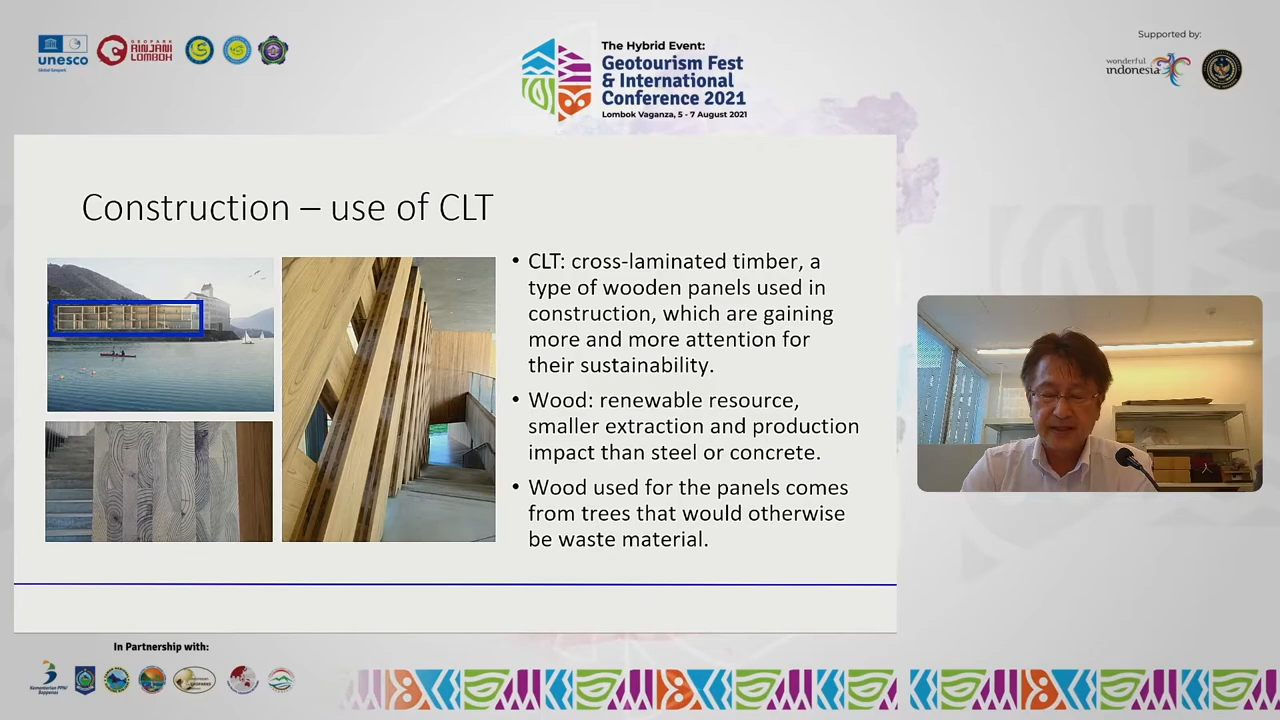 unesco
Global Geopark
GEOPARK
RINJANI
LOMBOK
The Hybrid Event:
Geotourism Fest
& International
Conference 2021
Lombok Vaganza, 5 - 7 August 2021
Supported by:
wonderful
indonesia
Construction – use of CLT
• CLT: cross-laminated timber, a
type of wooden panels used in
construction, which are gaining
more and more attention for
their sustainability.
• Wood: renewable resource,
smaller extraction and production
impact than steel or concrete.
• Wood used for the panels comes
from trees that would otherwise
be waste material.
In Partnership with:
Kementerian PPN/
Bappenas